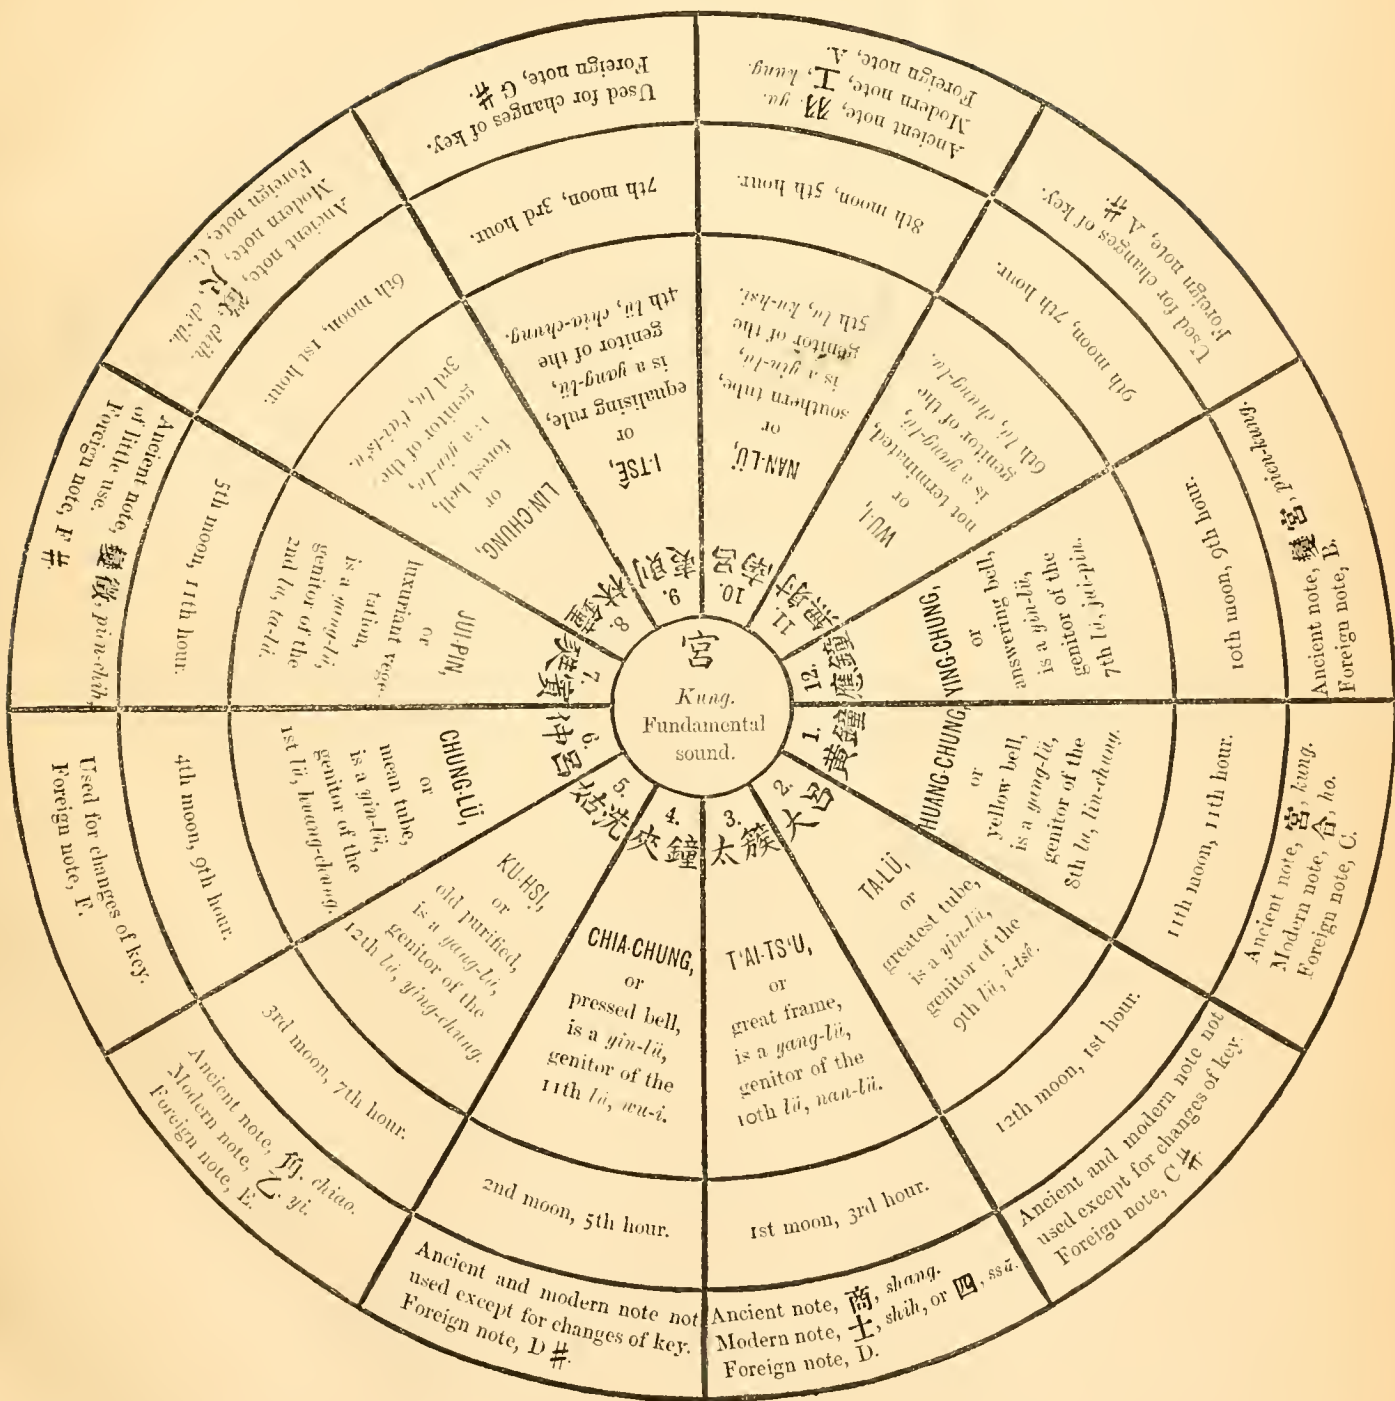 宮
Kung.
Fundamental
sound.
1.
黃鐘
HUANG-CHUNG,
or
yellow bell,
is a yang-lü,
genitor of the
8th lü, lin-chung.
11th moon, 11th hour.
Ancient note, 宮, kung.
Modern note, 合, ho.
Foreign note, C.
2.
大呂
TA-LÜ,
or
greatest tube,
is a yin-lü,
genitor of the
9th lü, i-tsê.
12th moon, 1st hour.
Ancient and modern note not
used except for changes of key.
Foreign note, C #.
3.
太簇
T'AI-TS'U,
or
great frame,
is a yang-lü,
genitor of the
10th lü, nan-lü.
1st moon, 3rd hour.
Ancient note, 商, shang.
Modern note, 士, shih, or 四, ssŭ.
Foreign note, D.
4.
夾鐘
CHIA-CHUNG,
or
pressed bell,
is a yin-lü,
genitor of the
11th lü, wu-i.
2nd moon, 5th hour.
Ancient and modern note not
used except for changes of key.
Foreign note, D #.
5.
姑洗
KU-HSI,
or
old purified,
is a yang-lü,
genitor of the
12th lü, ying-chung.
3rd moon, 7th hour.
Ancient note, 角, chiao.
Modern note, 乙, yi.
Foreign note, E.
6.
仲呂
CHUNG-LÜ,
or
mean tube,
is a yin-lü,
genitor of the
1st lü, huang-chung.
4th moon, 9th hour.
Used for changes of key.
Foreign note, F.
7.
蕤賓
JUI-PIN,
or
luxuriant vege-
tation,
is a yang-lü,
genitor of the
2nd lü, ta-lü.
5th moon, 11th hour.
Ancient note, 變徵, pien-chih,
of little use.
Foreign note, F #.
8.
林鐘
LIN-CHUNG,
or
forest bell,
is a yin-lü,
genitor of the
3rd lü, t'ai-ts'u.
6th moon, 1st hour.
Ancient note, 徵, chih.
Modern note, 尺, ch'ih.
Foreign note, G.
9.
夷則
I-TSÊ,
or
equalising rule,
is a yang-lü,
genitor of the
4th lü, chia-chung.
7th moon, 3rd hour.
Used for changes of key.
Foreign note, G #.
10.
南呂
NAN-LÜ,
or
southern tube,
is a yin-lü,
genitor of the
5th lü, ku-hsi.
8th moon, 5th hour.
Ancient note, 羽, yü.
Modern note, 工, kung.
Foreign note, A.
11.
無射
WU-I,
or
not terminated,
is a yang-lü,
genitor of the
6th lü, chung-lü.
9th moon, 7th hour.
Used for changes of key.
Foreign note, A #.
12.
應鐘
YING-CHUNG,
or
answering bell,
is a yin-lü,
genitor of the
7th lü, jui-pin.
10th moon, 9th hour.
Ancient note, 變宮, pien-kung.
Foreign note, B.